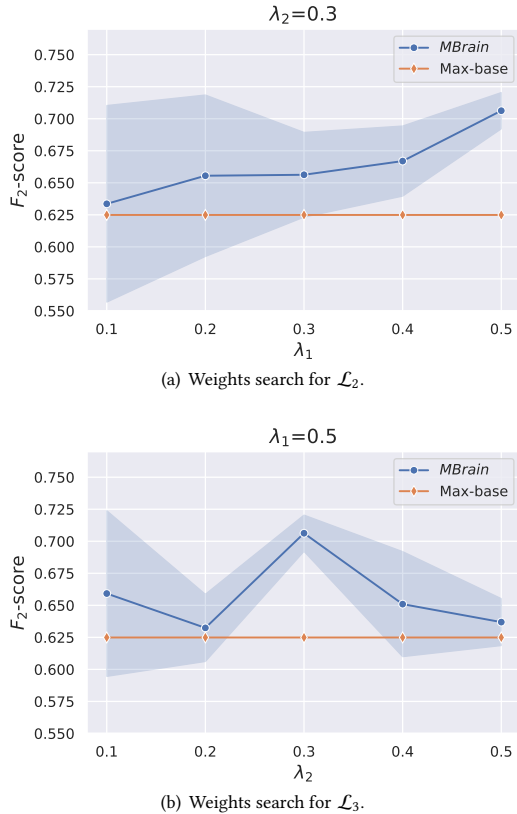 λ₂=0.3
0.750
0.725
0.700
0.675
0.650
0.625
0.600
0.575
0.550
F₂-score
MBrain
Max-base
0.1 0.2 0.3 0.4 0.5
λ₁
(a) Weights search for ℒ₂.
λ₁=0.5
0.750
0.725
0.700
0.675
0.650
0.625
0.600
0.575
0.550
F₂-score
MBrain
Max-base
0.1 0.2 0.3 0.4 0.5
λ₂
(b) Weights search for ℒ₃.